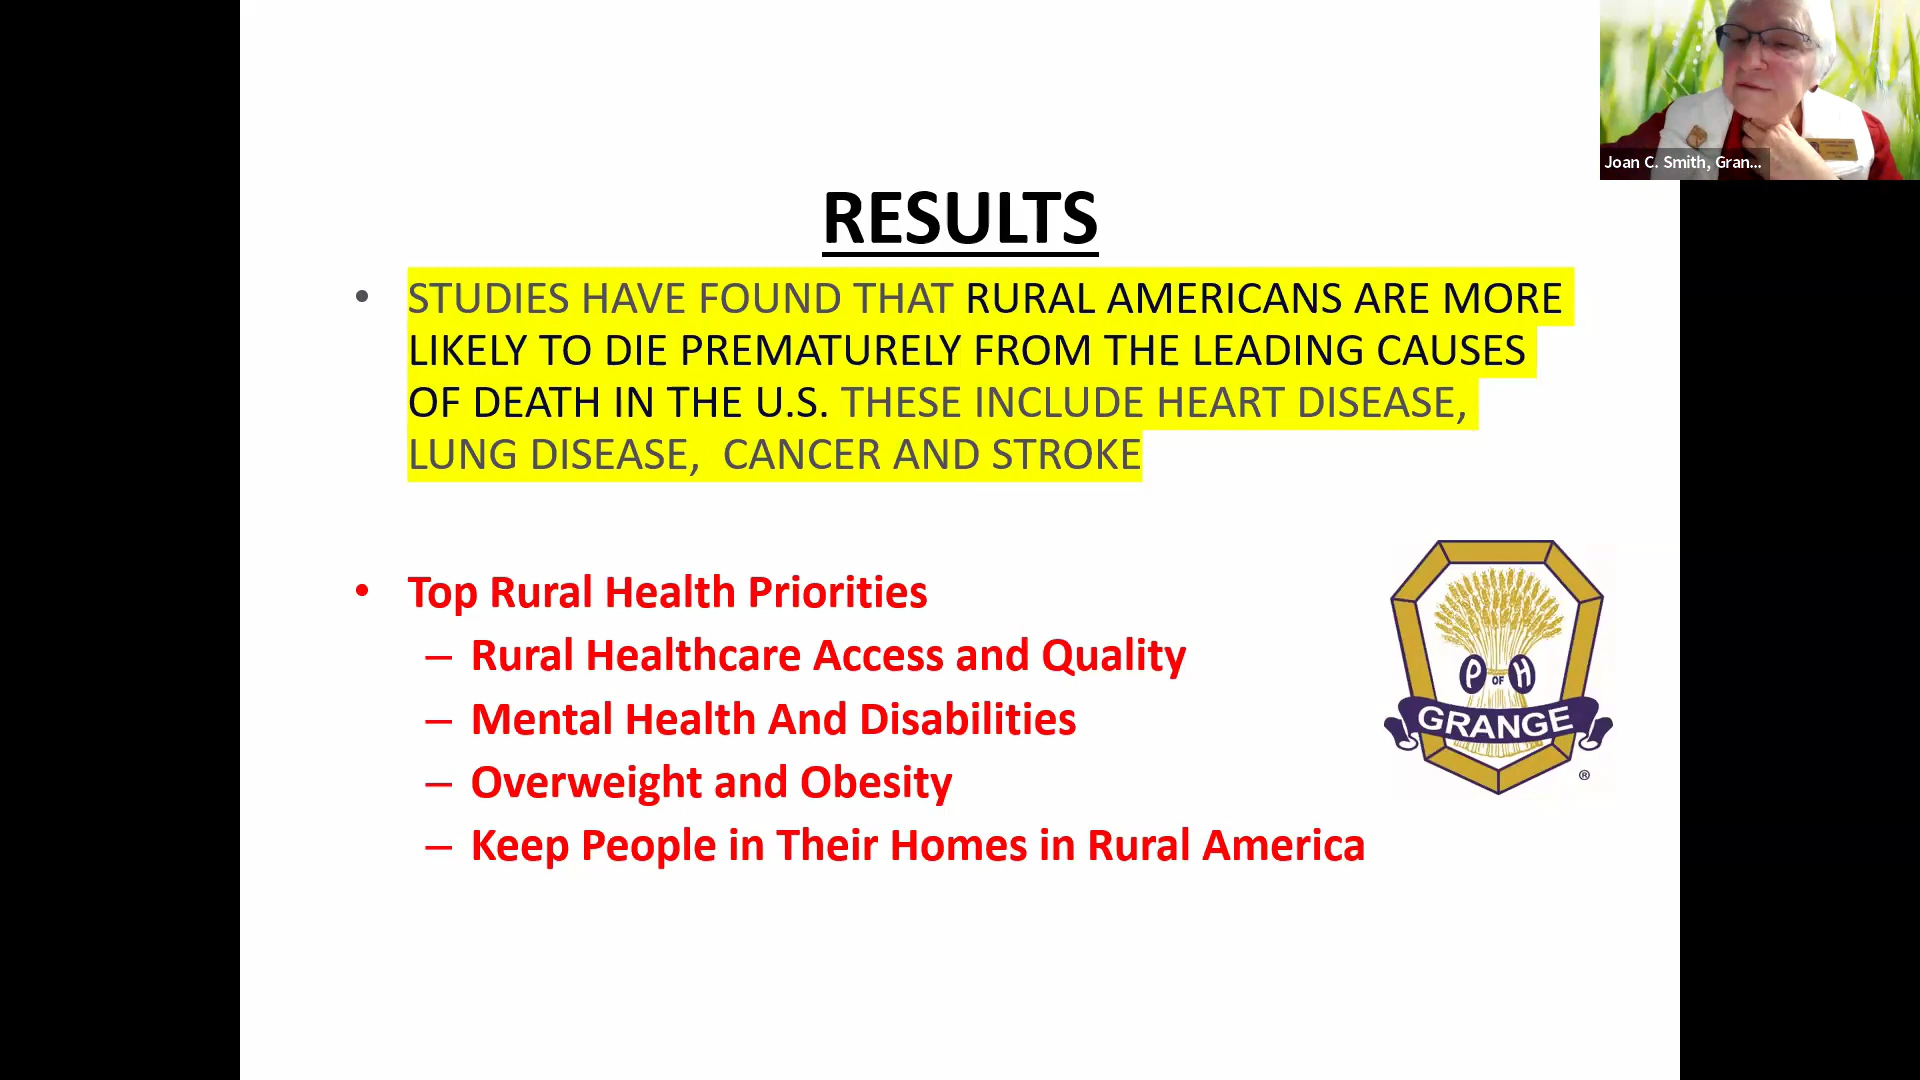 Joan C. Smith, Gran...
RESULTS
• STUDIES HAVE FOUND THAT RURAL AMERICANS ARE MORE
LIKELY TO DIE PREMATURELY FROM THE LEADING CAUSES
OF DEATH IN THE U.S. THESE INCLUDE HEART DISEASE,
LUNG DISEASE,  CANCER AND STROKE
• Top Rural Health Priorities
– Rural Healthcare Access and Quality
– Mental Health And Disabilities
– Overweight and Obesity
– Keep People in Their Homes in Rural America
P OF H
GRANGE
®